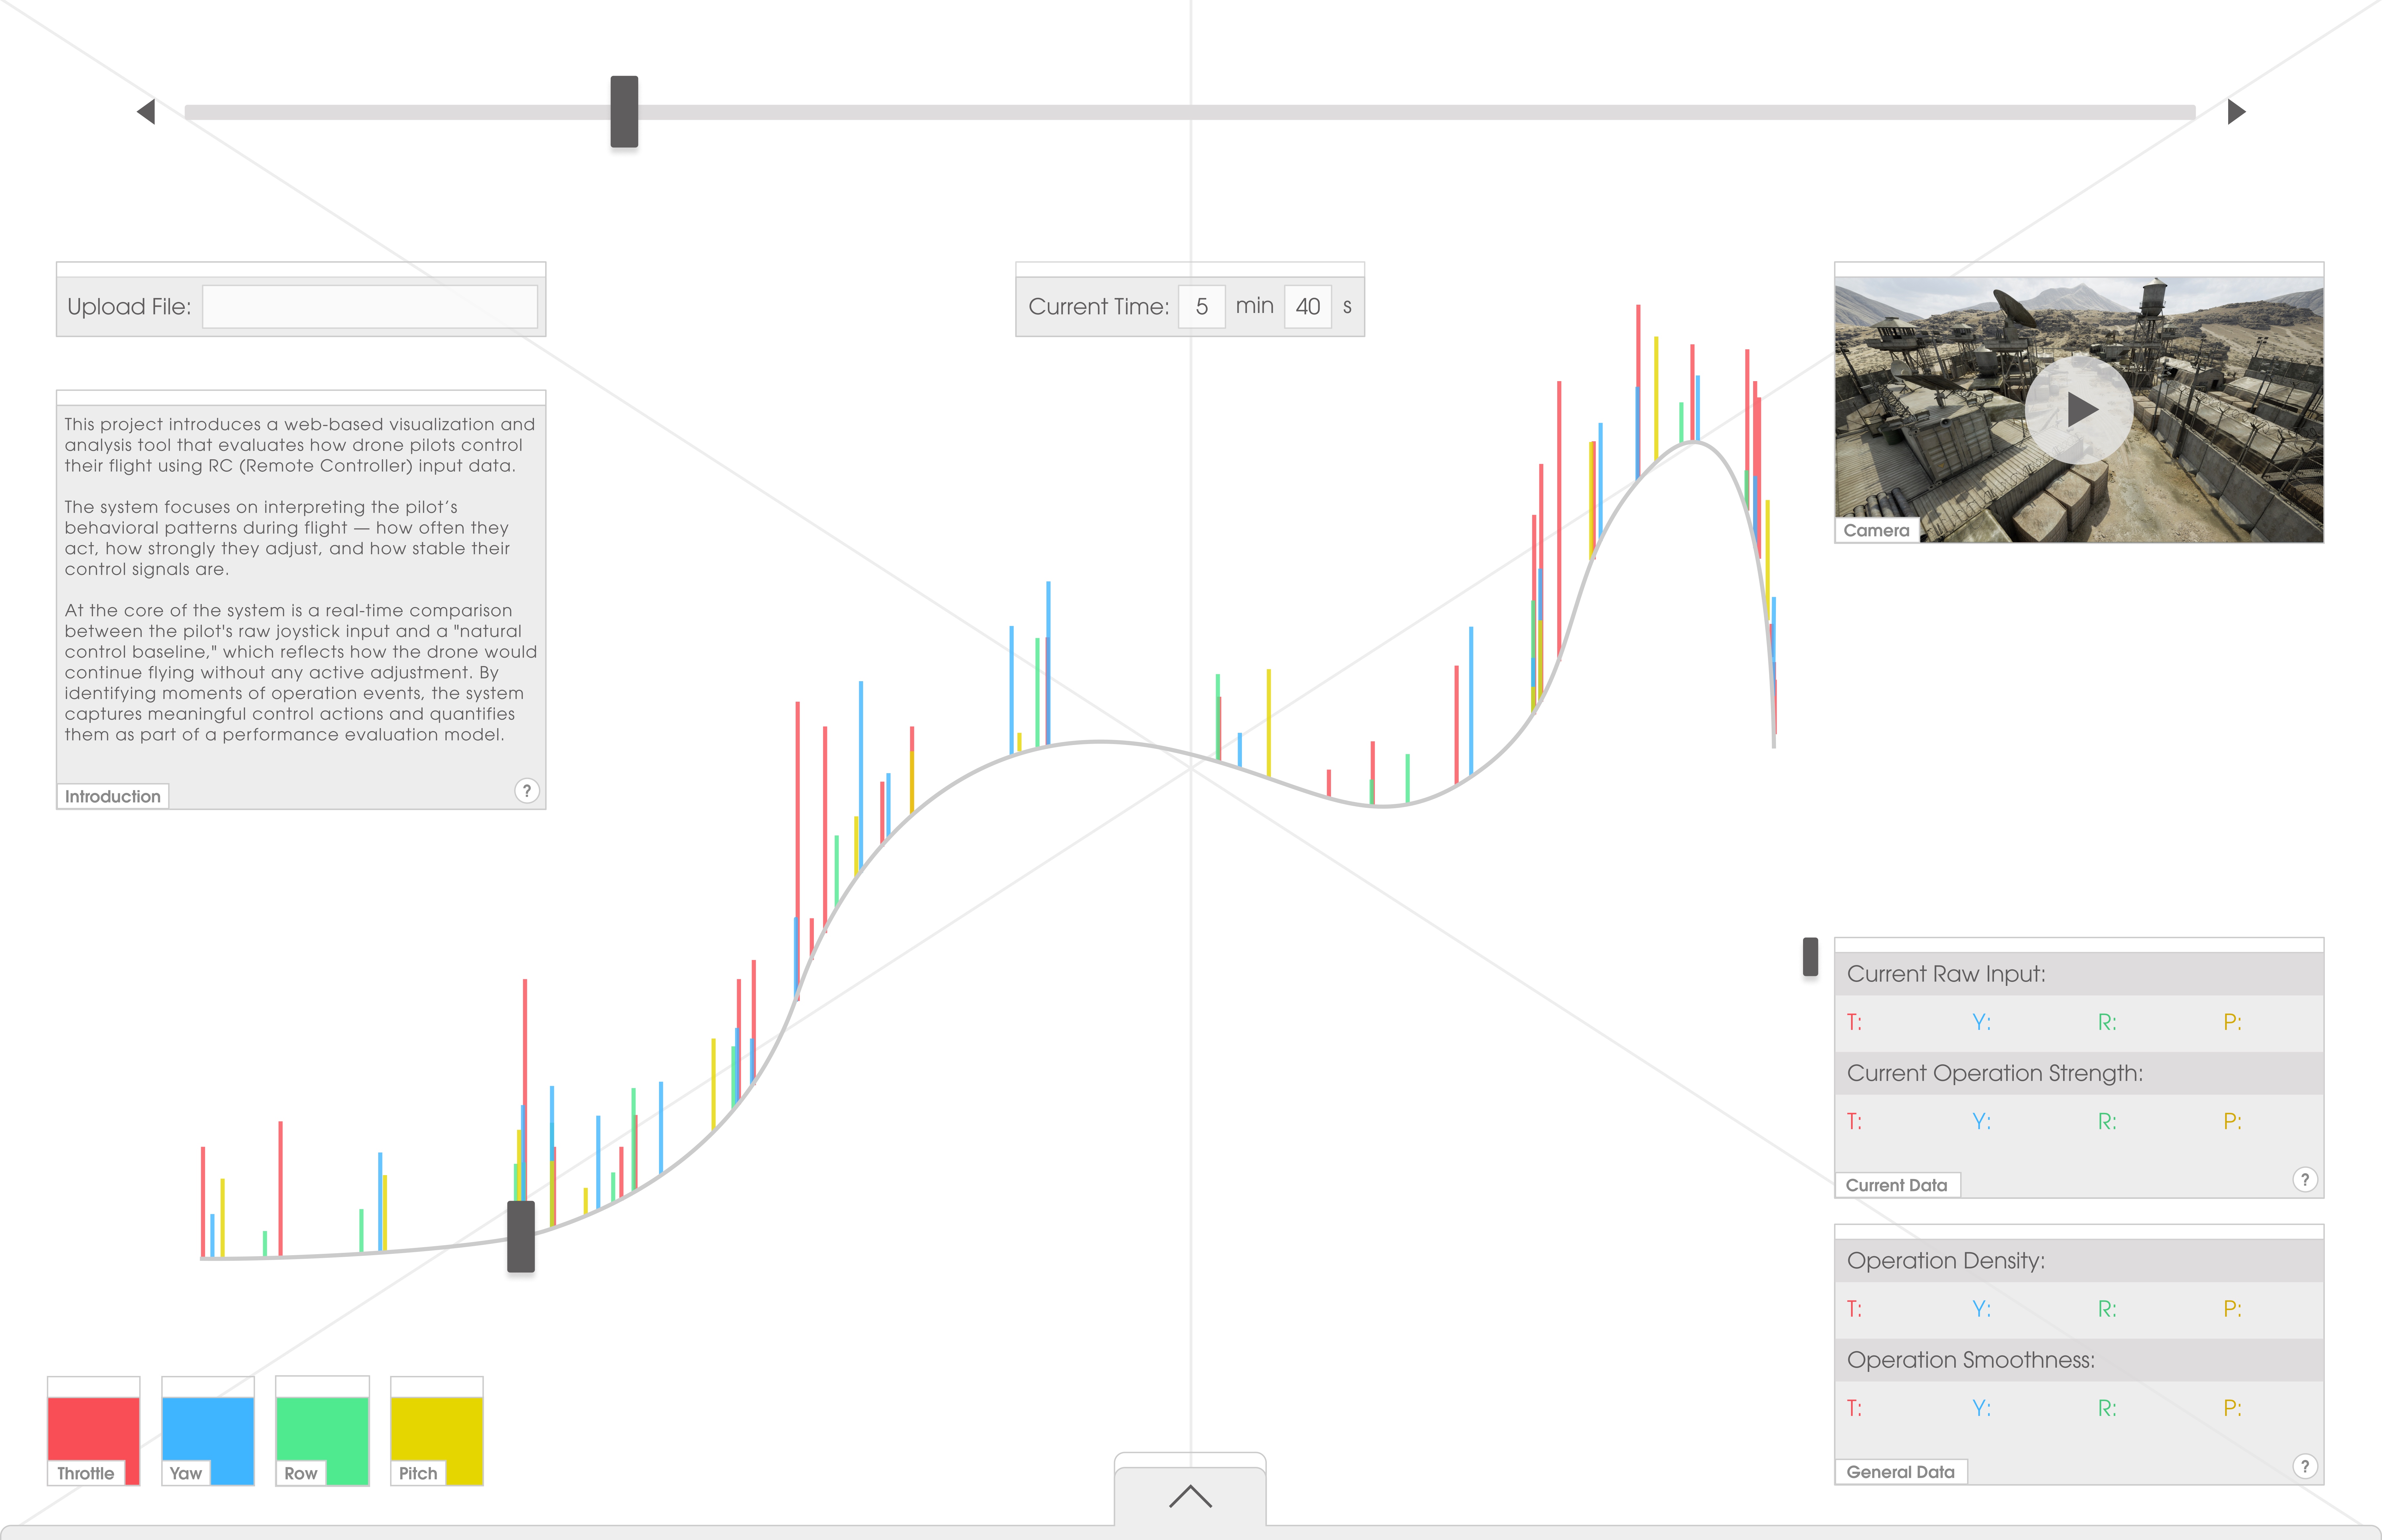 Upload File:
Current Time: 5 min 40 s
This project introduces a web-based visualization and
analysis tool that evaluates how drone pilots control
their flight using RC (Remote Controller) input data.
The system focuses on interpreting the pilot’s
behavioral patterns during flight — how often they
act, how strongly they adjust, and how stable their
control signals are.
At the core of the system is a real-time comparison
between the pilot's raw joystick input and a "natural
control baseline," which reflects how the drone would
continue flying without any active adjustment. By
identifying moments of operation events, the system
captures meaningful control actions and quantifies
them as part of a performance evaluation model.
Introduction
?
Camera
Current Raw Input:
T: Y: R: P:
Current Operation Strength:
T: Y: R: P:
Current Data
?
Operation Density:
T: Y: R: P:
Operation Smoothness:
T: Y: R: P:
General Data
?
Throttle
Yaw
Row
Pitch